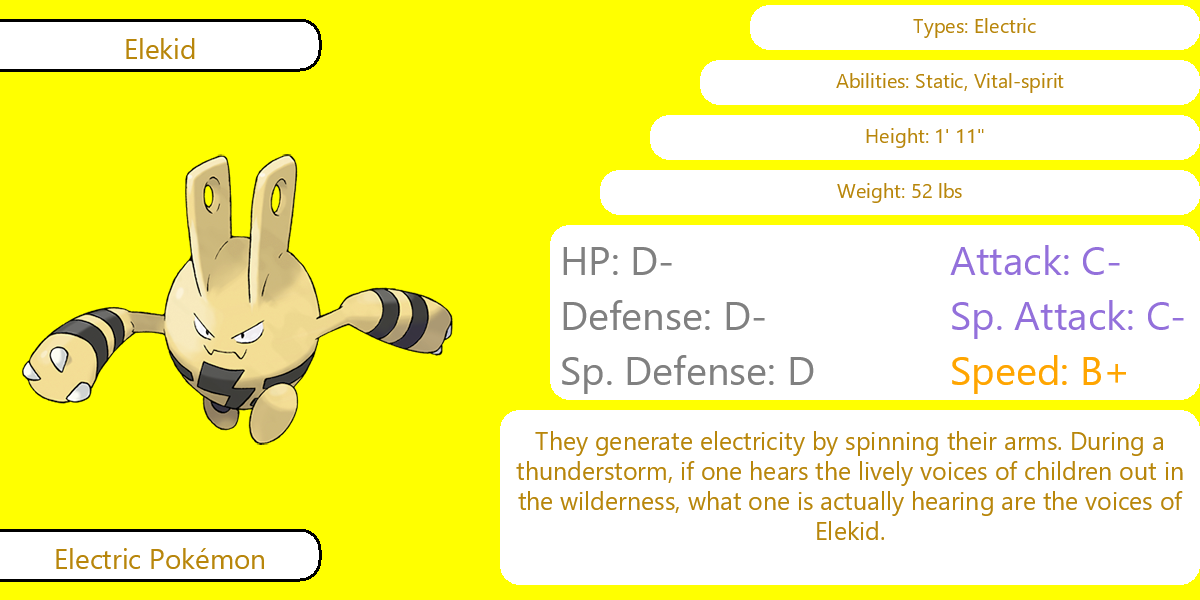 Elekid
Types: Electric
Abilities: Static, Vital-spirit
Height: 1' 11"
Weight: 52 lbs
HP: D-
Attack: C-
Defense: D-
Sp. Attack: C-
Sp. Defense: D
Speed: B+
They generate electricity by spinning their arms. During a
thunderstorm, if one hears the lively voices of children out in
the wilderness, what one is actually hearing are the voices of
Elekid.
Electric Pokémon